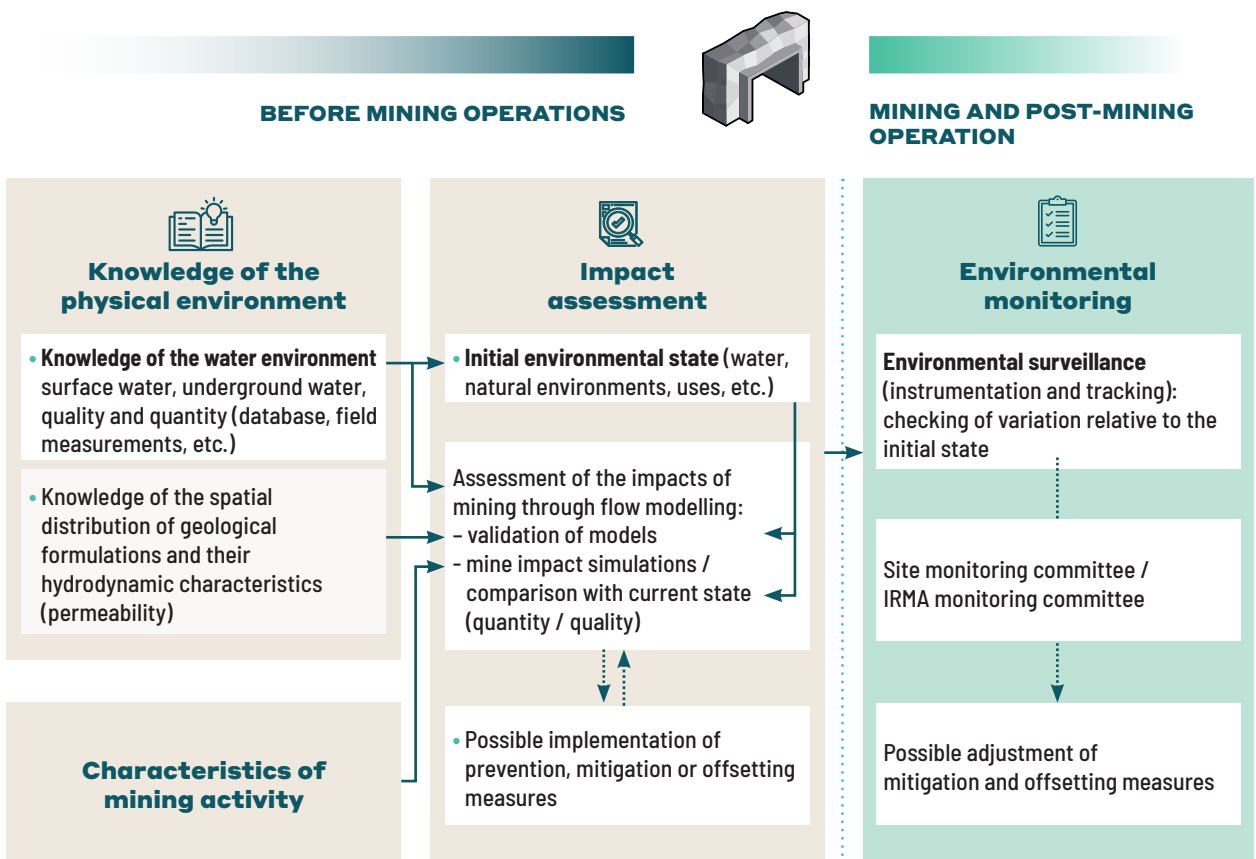 BEFORE MINING OPERATIONS
MINING AND POST-MINING
OPERATION
Knowledge of the
physical environment
• Knowledge of the water environment
surface water, underground water,
quality and quantity (database, field
measurements, etc.)
• Knowledge of the spatial
distribution of geological
formulations and their
hydrodynamic characteristics
(permeability)
Characteristics of
mining activity
Impact
assessment
• Initial environmental state (water,
natural environments, uses, etc.)
Assessment of the impacts of
mining through flow modelling:
– validation of models
- mine impact simulations /
comparison with current state
(quantity / quality)
• Possible implementation of
prevention, mitigation or offsetting
measures
Environmental
monitoring
Environmental surveillance
(instrumentation and tracking):
checking of variation relative to the
initial state
Site monitoring committee /
IRMA monitoring committee
Possible adjustment of
mitigation and offsetting measures